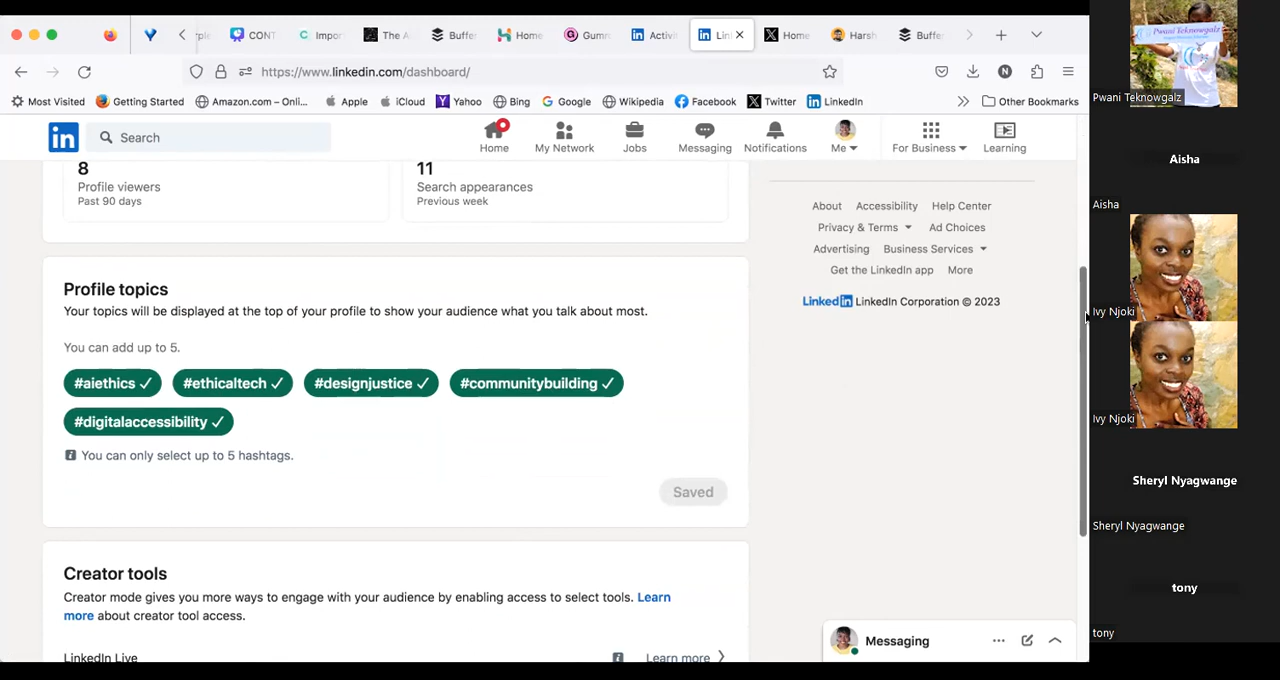 rple
CONT
Impor
The A
Buffe
Home
Gumr
Activi
Lin
Home
Harsh
Buffe
https://www.linkedin.com/dashboard/
Most Visited Getting Started Amazon.com – Onli... Apple iCloud Yahoo Bing Google Wikipedia Facebook Twitter LinkedIn Other Bookmarks
in Search Home My Network Jobs Messaging Notifications Me For Business Learning
8
Profile viewers
Past 90 days
11
Search appearances
Previous week
Profile topics
Your topics will be displayed at the top of your profile to show your audience what you talk about most.
You can add up to 5.
#aiethics #ethicaltech #designjustice #communitybuilding
#digitalaccessibility
You can only select up to 5 hashtags.
Saved
Creator tools
Creator mode gives you more ways to engage with your audience by enabling access to select tools. Learn
more about creator tool access.
LinkedIn Live
Learn more
About Accessibility Help Center
Privacy & Terms Ad Choices
Advertising Business Services
Get the LinkedIn app More
Linked in LinkedIn Corporation © 2023
Messaging
Pwani Teknowgalz
Pwani Teknowgalz
Aisha
Aisha
Ivy Njoki
Ivy Njoki
Sheryl Nyagwange
Sheryl Nyagwange
tony
tony